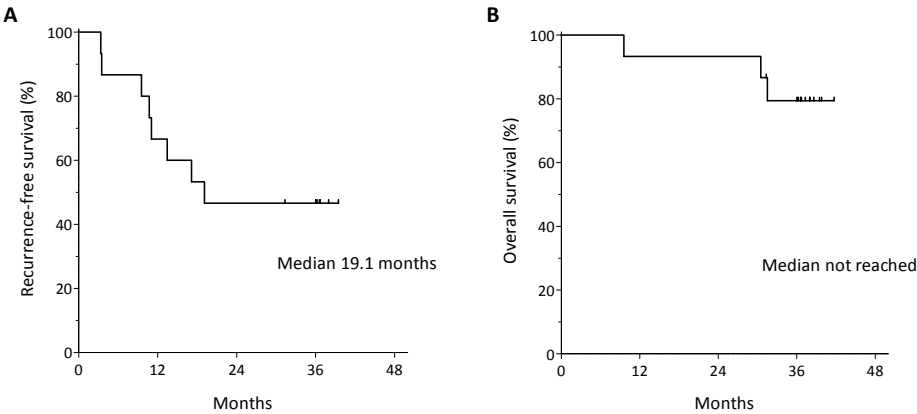 A
Recurrence-free survival (%)
100
80
60
40
20
0
0 12 24 36 48
Months
Median 19.1 months
B
Overall survival (%)
100
80
60
40
20
0
0 12 24 36 48
Months
Median not reached